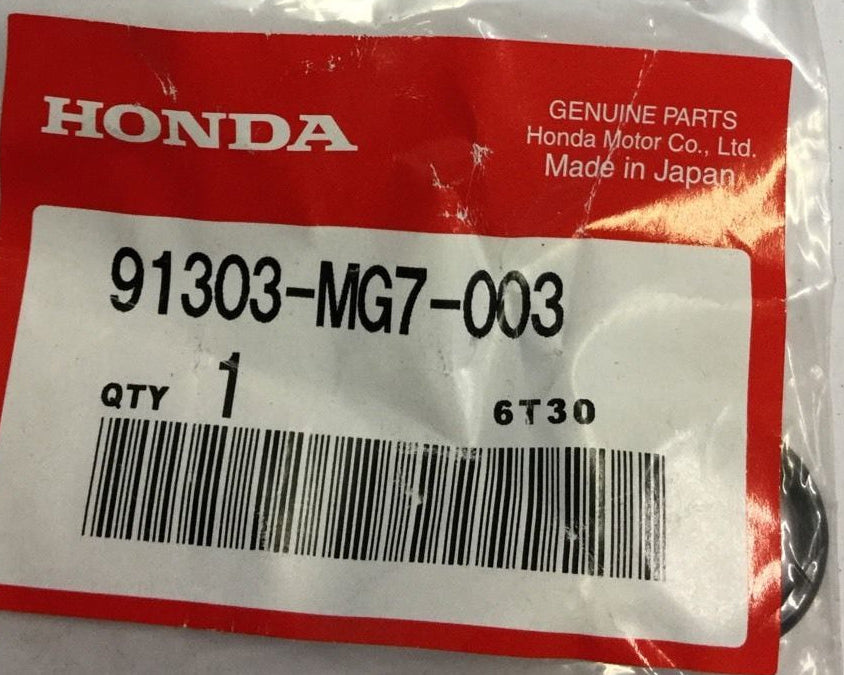 HONDA
GENUINE PARTS
Honda Motor Co., Ltd.
Made in Japan
91303-MG7-003
QTY 1 6T30